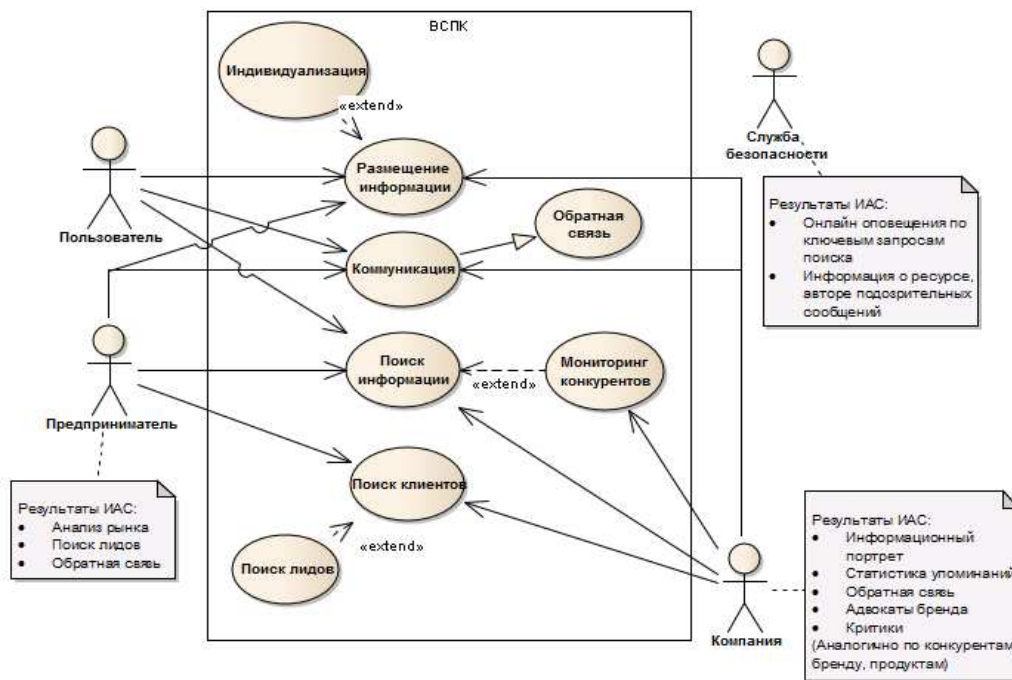 ВСПК
Индивидуализация
«extend»
Служба
безопасности
Размещение
информации
Пользователь
Обратная
связь
Коммуникация
Результаты ИАС:
• Онлайн оповещения по
ключевым запросам
поиска
• Информация о ресурсе,
авторе подозрительных
сообщений
Поиск
информации
«extend»
Мониторинг
конкурентов
Предприниматель
Результаты ИАС:
• Анализ рынка
• Поиск лидов
• Обратная связь
Поиск клиентов
«extend»
Поиск лидов
Компания
Результаты ИАС:
• Информационный
портрет
• Статистика упоминаний
• Обратная связь
• Адвокаты бренда
• Критики
(Аналогично по конкурентам,
бренду, продуктам)